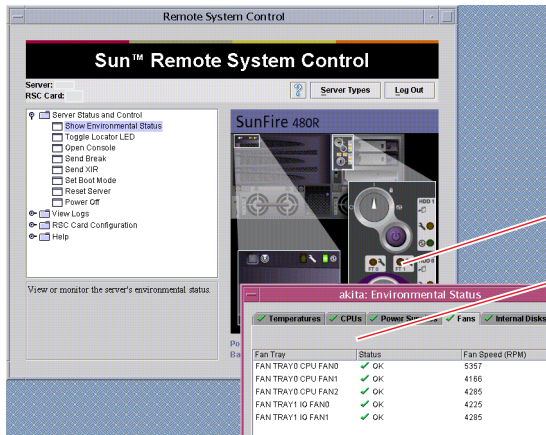 Remote System Control
Sun™ Remote System Control
Server:
RSC Card:
Server Types
Log Out
Server Status and Control
Show Environmental Status
Toggle Locator LED
Open Console
Send Break
Send XIR
Set Boot Mode
Reset Server
Power Off
View Logs
RSC Card Configuration
Help
View or monitor the server's environmental status.
SunFire 480R
HDD 1
HDD 0
FT 0
FT 1
Po
Ba
akita: Environmental Status
Temperatures
CPUs
Power Supplies
Fans
Internal Disks
Fan Tray
Status
Fan Speed (RPM)
FAN TRAY0 CPU FAN0 OK 5357
FAN TRAY0 CPU FAN1 OK 4166
FAN TRAY0 CPU FAN2 OK 4285
FAN TRAY1 IO FAN0 OK 4225
FAN TRAY1 IO FAN1 OK 4285